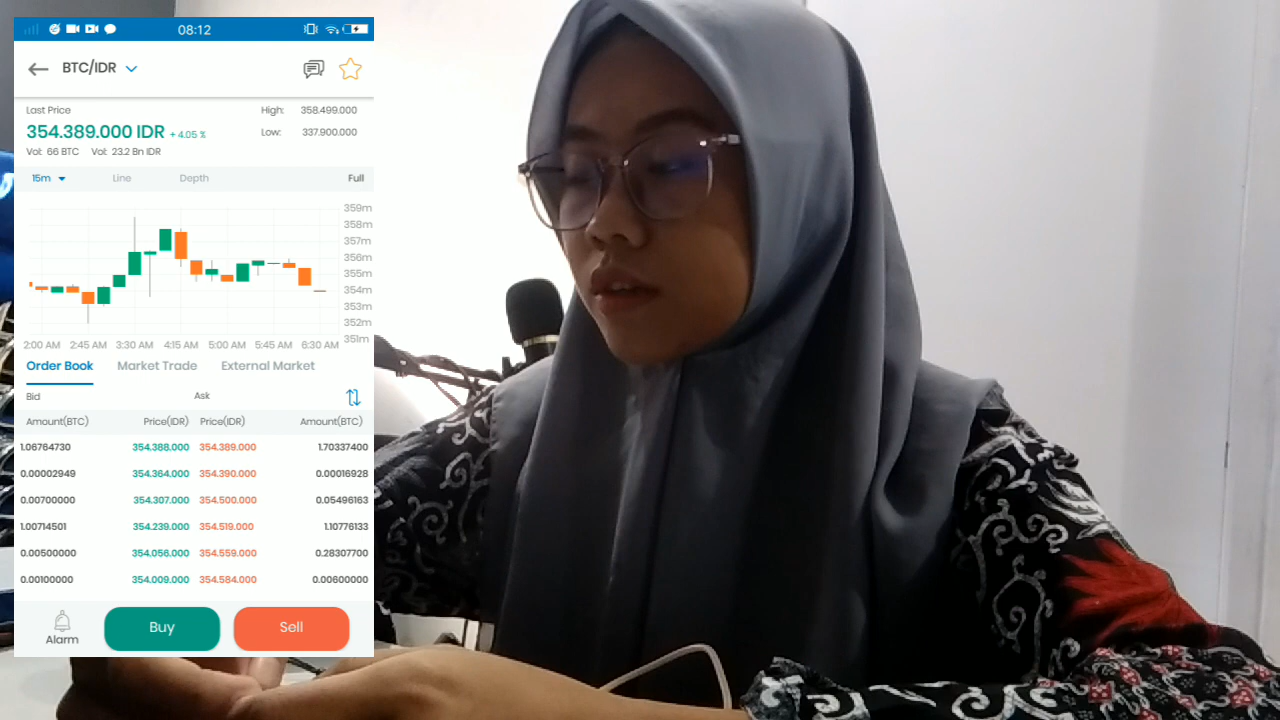 08:12
BTC/IDR
Last Price
High: 358.499.000
354.389.000 IDR + 4.05 %
Low: 337.900.000
Vol: 66 BTC Vol: 23.2 Bn IDR
15m Line Depth Full
359m
358m
357m
356m
355m
354m
353m
352m
351m
2:00 AM 2:45 AM 3:30 AM 4:15 AM 5:00 AM 5:45 AM 6:30 AM
Order Book Market Trade External Market
Bid Ask
Amount(BTC) Price(IDR) Price(IDR) Amount(BTC)
1.06764730 354.388.000 354.389.000 1.70337400
0.00002949 354.364.000 354.390.000 0.00016928
0.00700000 354.307.000 354.500.000 0.05496163
1.00714501 354.239.000 354.519.000 1.10776133
0.00500000 354.056.000 354.559.000 0.28307700
0.00100000 354.009.000 354.584.000 0.00600000
Alarm Buy Sell